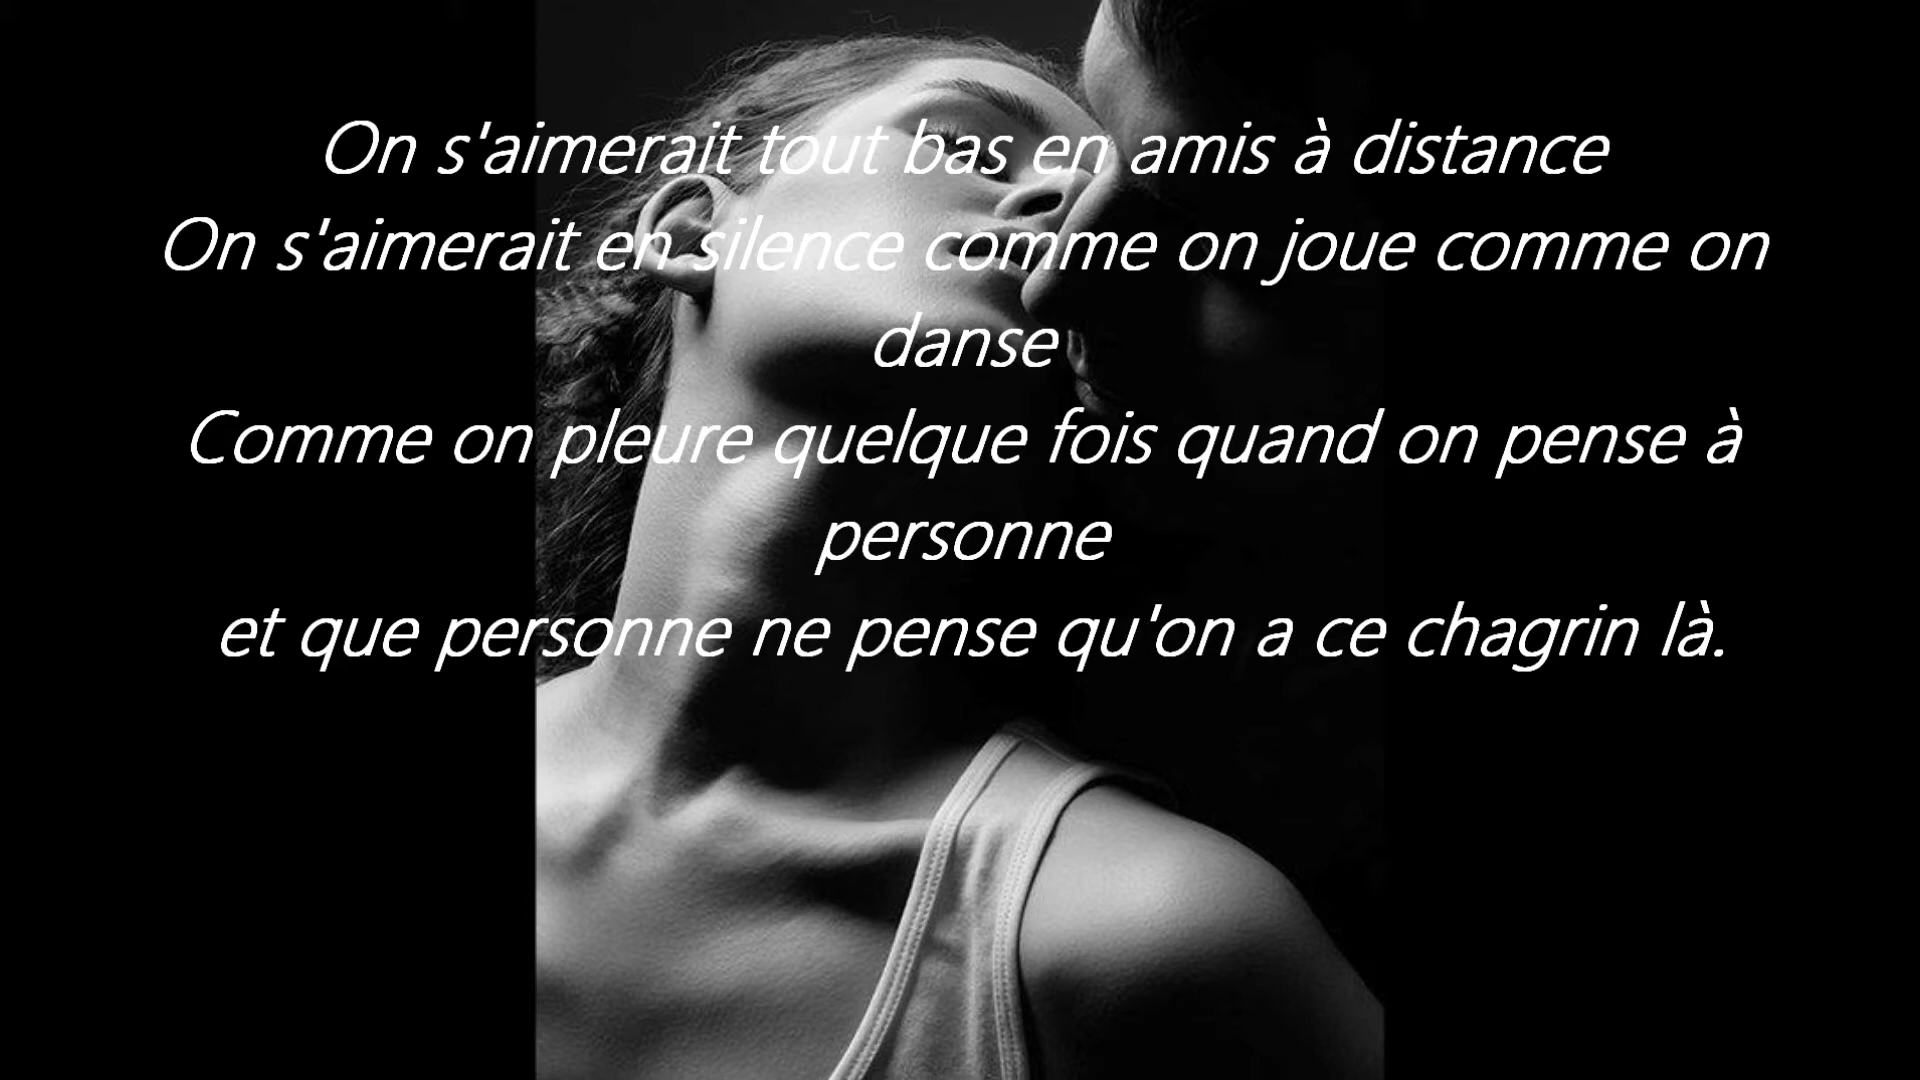 On s'aimerait tout bas en amis à distance
On s'aimerait en silence comme on joue comme on
danse
Comme on pleure quelque fois quand on pense à
personne
et que personne ne pense qu'on a ce chagrin là.